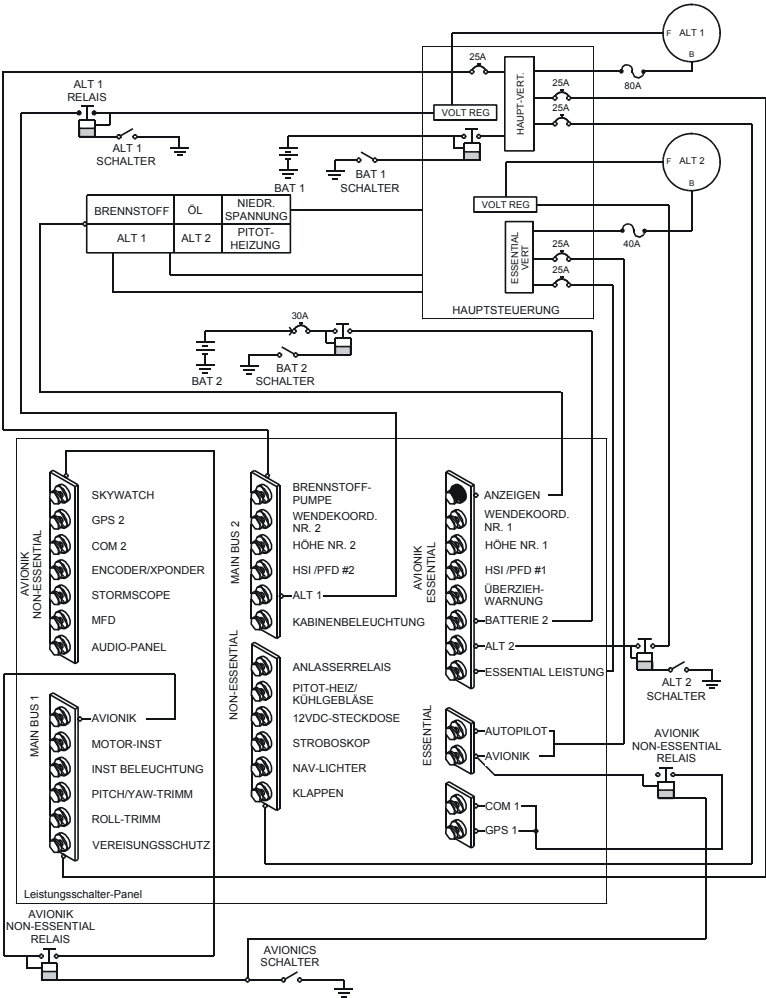 F
ALT 1
B
25A
80A
25A
25A
HAUPT-VERT.
VOLT REG
ALT 1
RELAIS
ALT 1
SCHALTER
BAT 1
BAT 1
SCHALTER
F
ALT 2
B
VOLT REG
40A
25A
25A
ESSENTIAL
VERT
HAUPTSTEUERUNG
BRENNSTOFF
ÖL
NIEDR.
SPANNUNG
ALT 1
ALT 2
PITOT-
HEIZUNG
30A
BAT 2
BAT 2
SCHALTER
AVIONIK
NON-ESSENTIAL
SKYWATCH
GPS 2
COM 2
ENCODER/XPONDER
STORMSCOPE
MFD
AUDIO-PANEL
MAIN BUS 1
AVIONIK
MOTOR-INST
INST BELEUCHTUNG
PITCH/YAW-TRIMM
ROLL-TRIMM
VEREISUNGSSCHUTZ
MAIN BUS 2
BRENNSTOFF-
PUMPE
WENDEKOORD.
NR. 2
HÖHE NR. 2
HSI /PFD #2
ALT 1
KABINENBELEUCHTUNG
NON-ESSENTIAL
ANLASSERRELAIS
PITOT-HEIZ/
KÜHLGEBLÄSE
12VDC-STECKDOSE
STROBOSKOP
NAV-LICHTER
KLAPPEN
AVIONIK
ESSENTIAL
ANZEIGEN
WENDEKOORD.
NR. 1
HÖHE NR. 1
HSI /PFD #1
ÜBERZIEH-
WARNUNG
BATTERIE 2
ALT 2
ESSENTIAL LEISTUNG
ESSENTIAL
AUTOPILOT
AVIONIK
COM 1
GPS 1
ALT 2
SCHALTER
AVIONIK
NON-ESSENTIAL
RELAIS
Leistungsschalter-Panel
AVIONIK
NON-ESSENTIAL
RELAIS
AVIONICS
SCHALTER